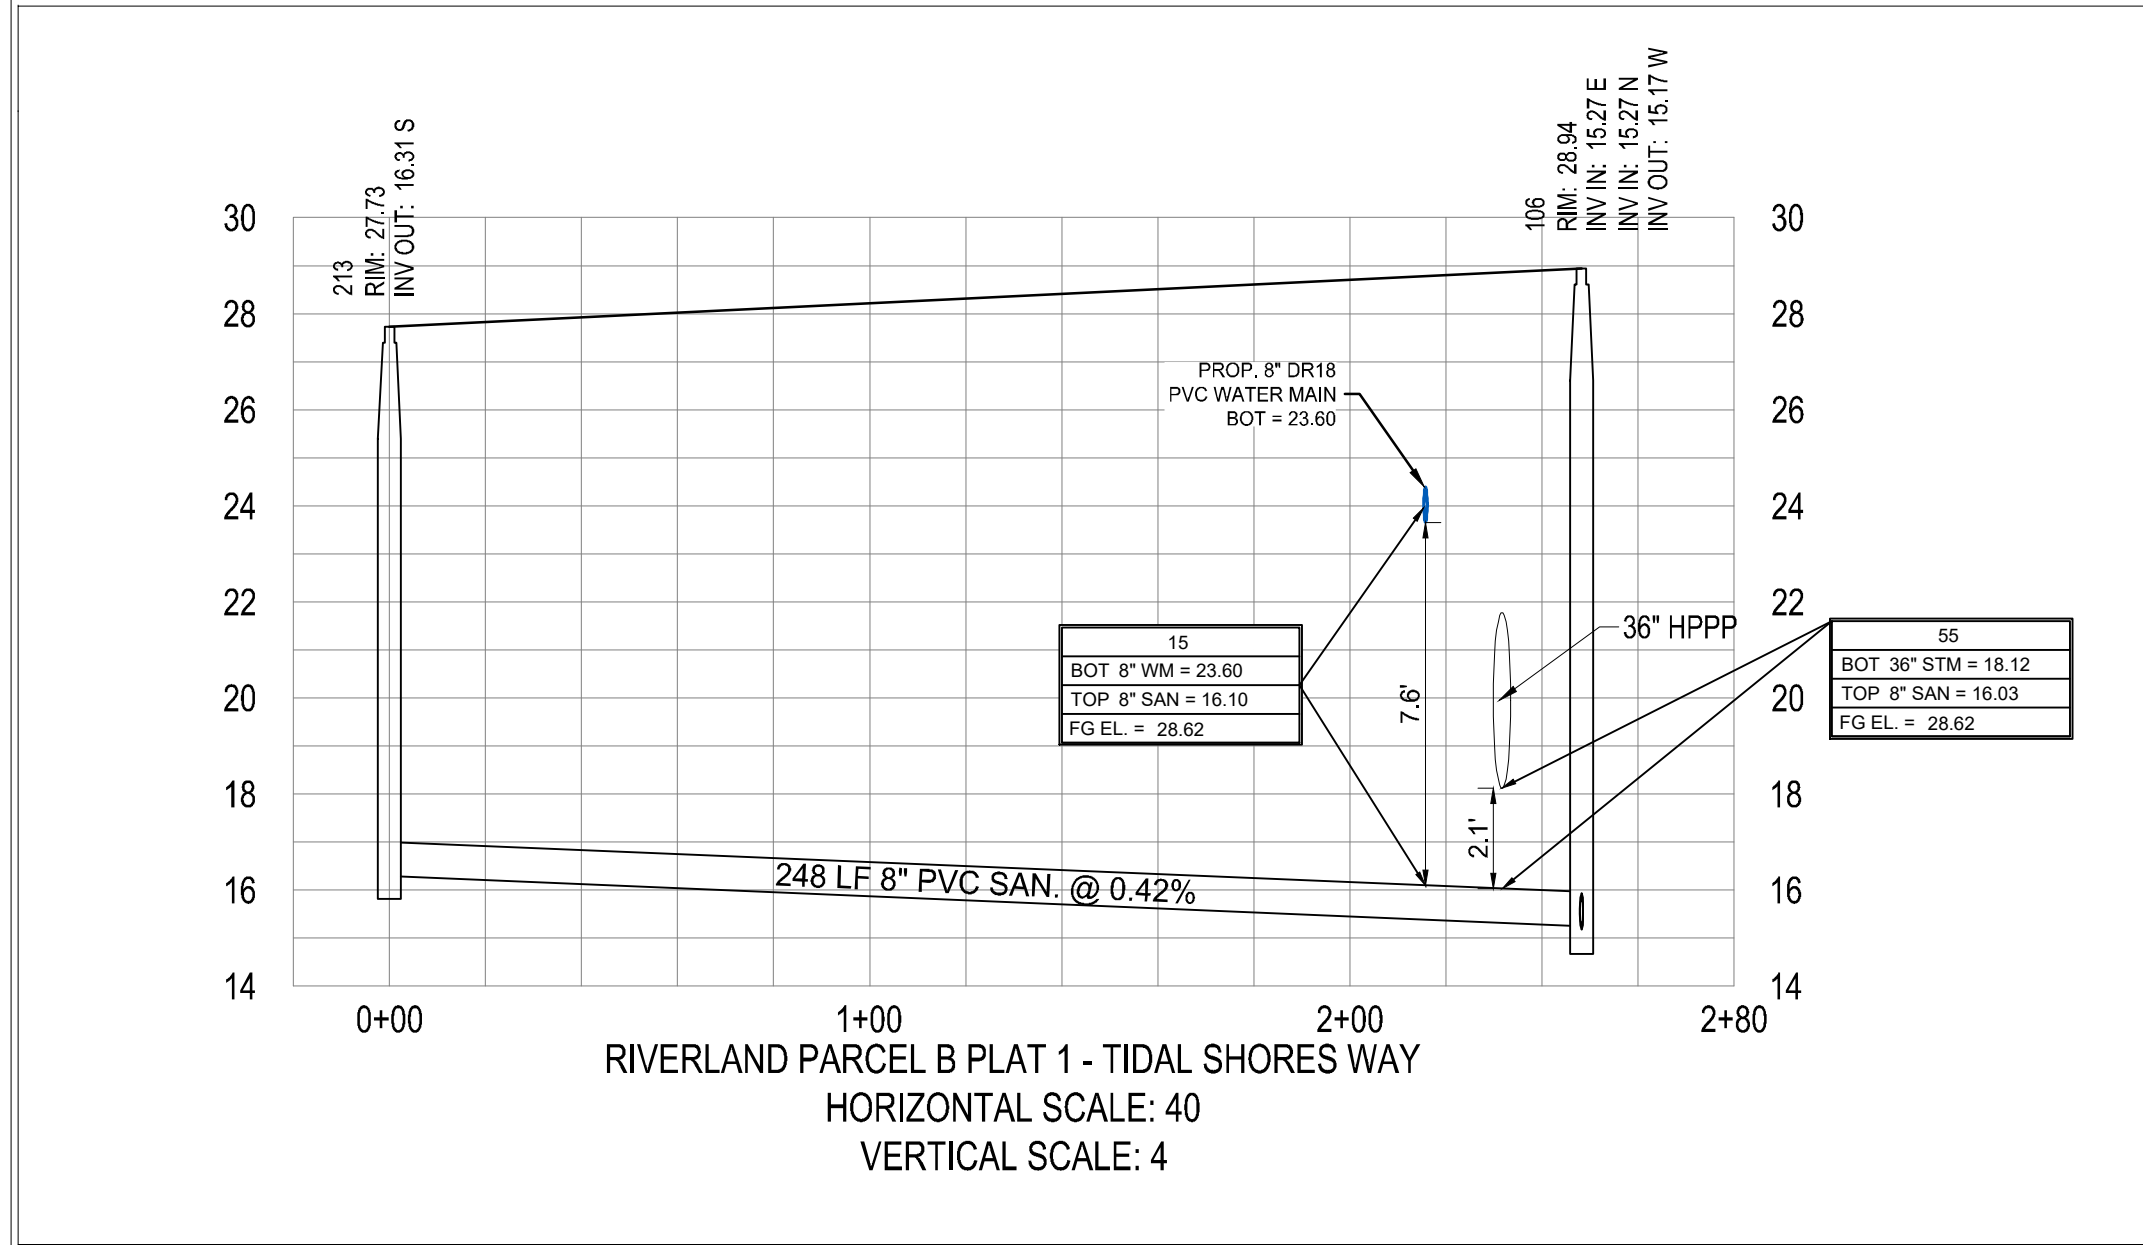 213
RIM: 27.73
INV OUT: 16.31 S
106
RIM: 28.94
INV IN: 15.27 E
INV IN: 15.27 N
INV OUT: 15.17 W
30
28
26
24
22
20
18
16
14
30
28
26
24
22
20
18
16
14
PROP. 8" DR18
PVC WATER MAIN
BOT = 23.60
36" HPPP
15
BOT 8" WM = 23.60
TOP 8" SAN = 16.10
FG EL. = 28.62
7.6'
2.1'
55
BOT 36" STM = 18.12
TOP 8" SAN = 16.03
FG EL. = 28.62
248 LF 8" PVC SAN. @ 0.42%
0+00
1+00
2+00
2+80
RIVERLAND PARCEL B PLAT 1 - TIDAL SHORES WAY
HORIZONTAL SCALE: 40
VERTICAL SCALE: 4